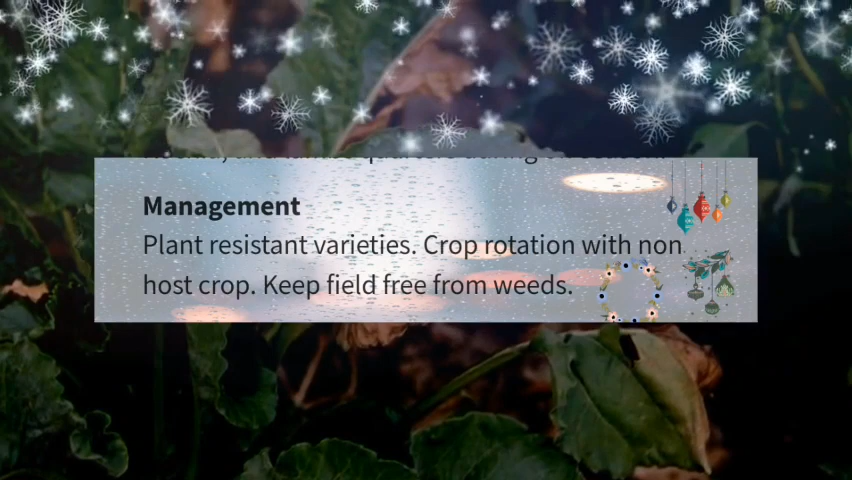 Management
Plant resistant varieties. Crop rotation with non
host crop. Keep field free from weeds.